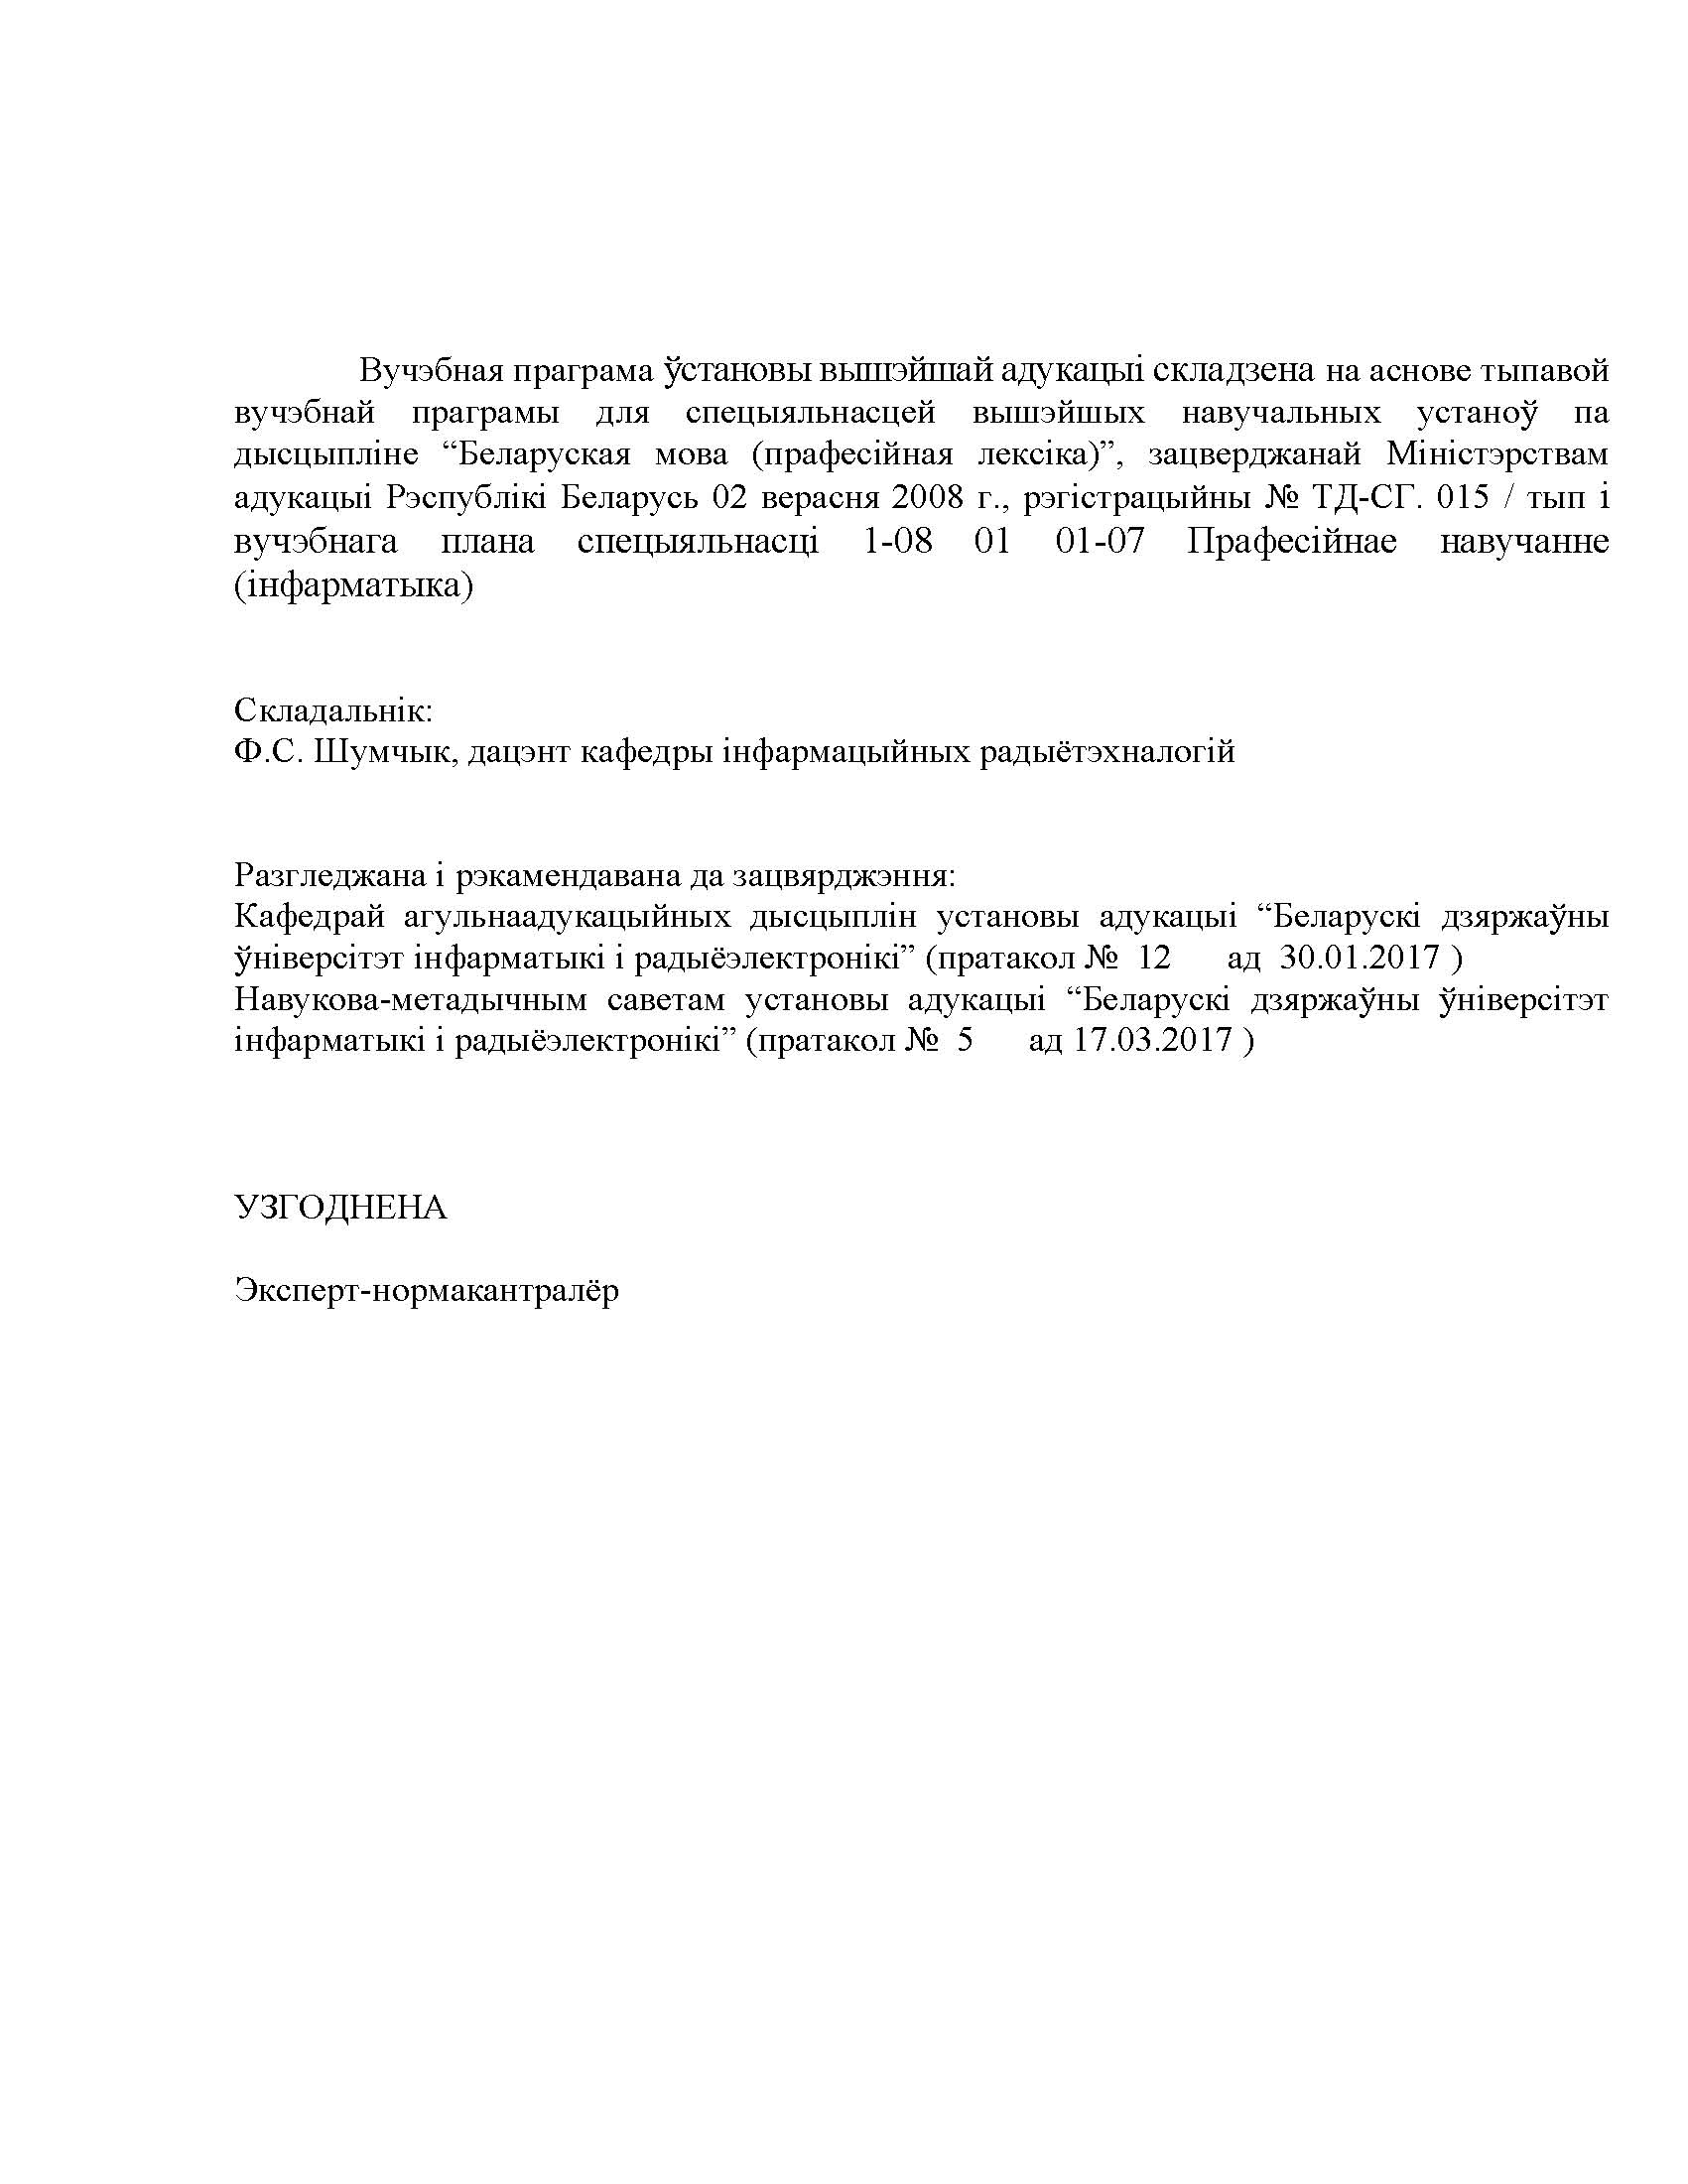 Вучэбная праграма ўстановы вышэйшай адукацыі складзена на аснове тыпавой
вучэбнай праграмы для спецыяльнасцей вышэйшых навучальных устаноў па
дысцыпліне “Беларуская мова (прафесійная лексіка)”, зацверджанай Міністэрствам
адукацыі Рэспублікі Беларусь 02 верасня 2008 г., рэгістрацыйны № ТД-СГ. 015 / тып і
вучэбнага плана спецыяльнасці 1-08 01 01-07 Прафесійнае навучанне
(інфарматыка)
Складальнік:
Ф.С. Шумчык, дацэнт кафедры інфармацыйных радыётэхналогій
Разгледжана і рэкамендавана да зацвярджэння:
Кафедрай агульнаадукацыйных дысцыплін установы адукацыі “Беларускі дзяржаўны
ўніверсітэт інфарматыкі і радыёэлектронікі” (пратакол № 12 ад 30.01.2017 )
Навукова-метадычным саветам установы адукацыі “Беларускі дзяржаўны ўніверсітэт
інфарматыкі і радыёэлектронікі” (пратакол № 5 ад 17.03.2017 )
УЗГОДНЕНА
Эксперт-нормакантралёр